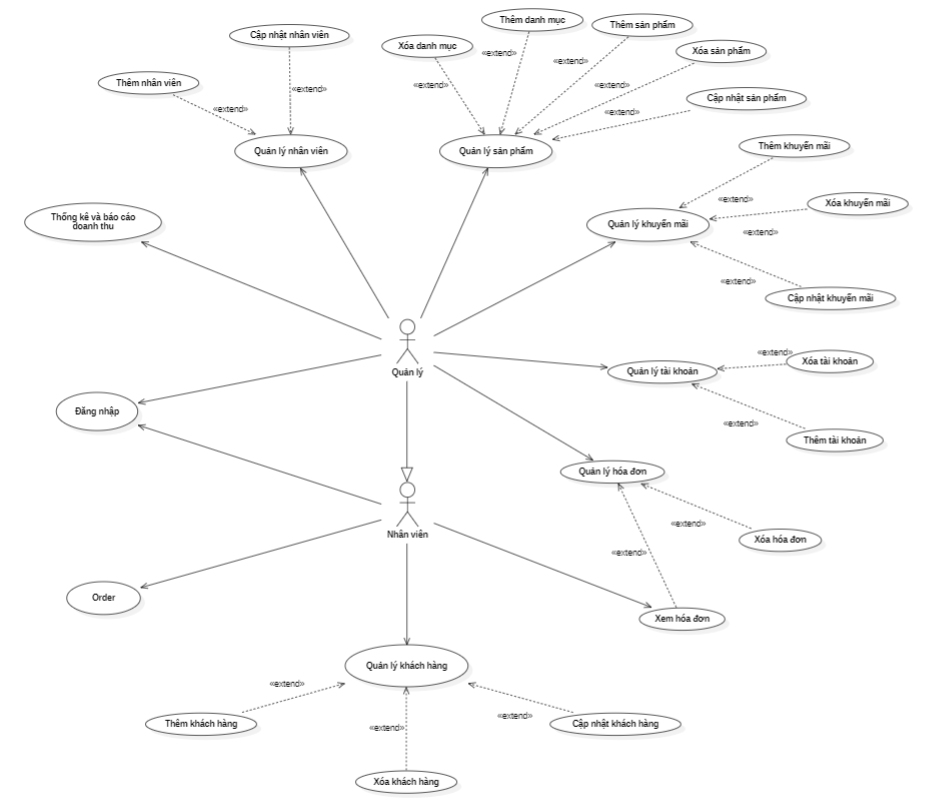 Thêm danh mục
Thêm sản phẩm
Cập nhật nhân viên
Xóa danh mục
«extend»
Xóa sản phẩm
«extend»
Thêm nhân viên
«extend»
«extend»
«extend»
Cập nhật sản phẩm
«extend»
«extend»
Quản lý nhân viên
Quản lý sản phẩm
Thêm khuyến mãi
«extend»
Xóa khuyến mãi
Thống kê và báo cáo
doanh thu
Quản lý khuyến mãi
«extend»
«extend»
Cập nhật khuyến mãi
«extend»
Xóa tài khoản
Quản lý
Quản lý tài khoản
Đăng nhập
«extend»
Thêm tài khoản
Quản lý hóa đơn
«extend»
Nhân viên
Xóa hóa đơn
«extend»
Order
Xem hóa đơn
Quản lý khách hàng
«extend»
«extend»
Thêm khách hàng
«extend»
Cập nhật khách hàng
Xóa khách hàng